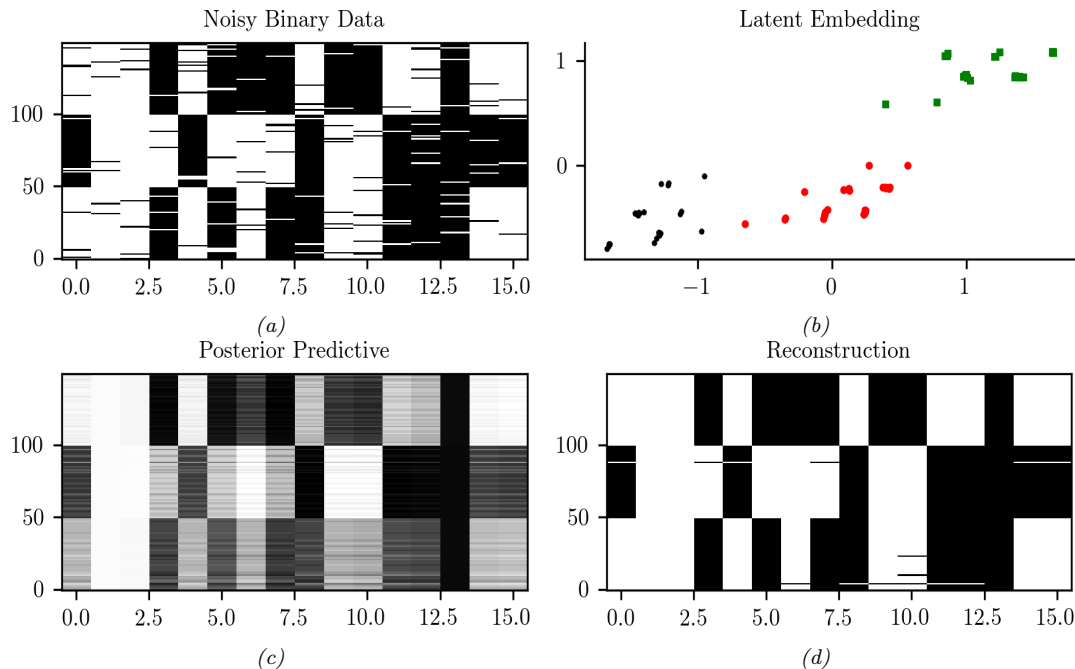 Noisy Binary Data
100
50
0
0.0 2.5 5.0 7.5 10.0 12.5 15.0
(a)
Latent Embedding
1
0
−1 0 1
(b)
Posterior Predictive
100
50
0
0.0 2.5 5.0 7.5 10.0 12.5 15.0
(c)
Reconstruction
100
50
0
0.0 2.5 5.0 7.5 10.0 12.5 15.0
(d)